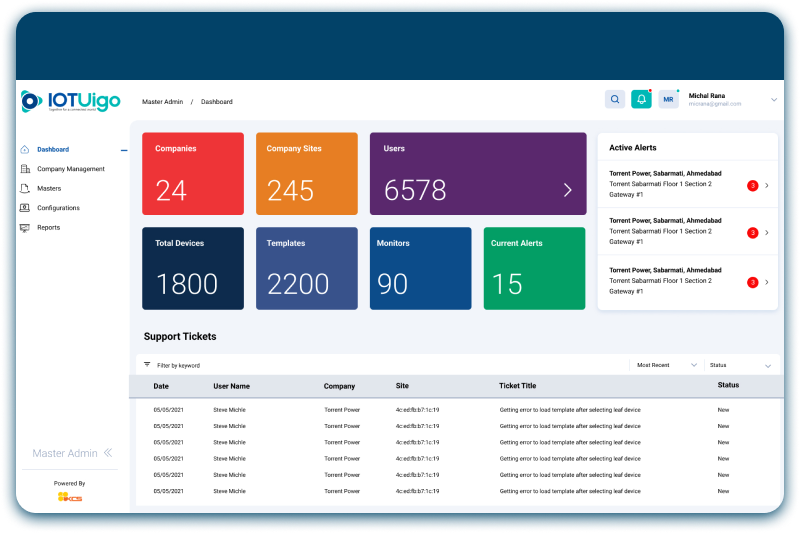 IOTUigo
Together for a connected world
Master Admin / Dashboard
MR
Michal Rana
micrana@gmail.com
Dashboard
Company Management
Masters
Configurations
Reports
Companies
24
Company Sites
245
Users
6578
Total Devices
1800
Templates
2200
Monitors
90
Current Alerts
15
Active Alerts
Torrent Power, Sabarmati, Ahmedabad
Torrent Sabarmati Floor 1 Section 2
Gateway #1
3
Torrent Power, Sabarmati, Ahmedabad
Torrent Sabarmati Floor 1 Section 2
Gateway #1
3
Torrent Power, Sabarmati, Ahmedabad
Torrent Sabarmati Floor 1 Section 2
Gateway #1
3
Support Tickets
Filter by keyword Most Recent Status
Date User Name Company Site Ticket Title Status
05/05/2021 Steve Michle Torrent Power 4c:ed:fb:b7:1c:19 Getting error to load template after selecting leaf device New
05/05/2021 Steve Michle Torrent Power 4c:ed:fb:b7:1c:19 Getting error to load template after selecting leaf device New
05/05/2021 Steve Michle Torrent Power 4c:ed:fb:b7:1c:19 Getting error to load template after selecting leaf device New
05/05/2021 Steve Michle Torrent Power 4c:ed:fb:b7:1c:19 Getting error to load template after selecting leaf device New
05/05/2021 Steve Michle Torrent Power 4c:ed:fb:b7:1c:19 Getting error to load template after selecting leaf device New
05/05/2021 Steve Michle Torrent Power 4c:ed:fb:b7:1c:19 Getting error to load template after selecting leaf device New
Master Admin
Powered By
KCS